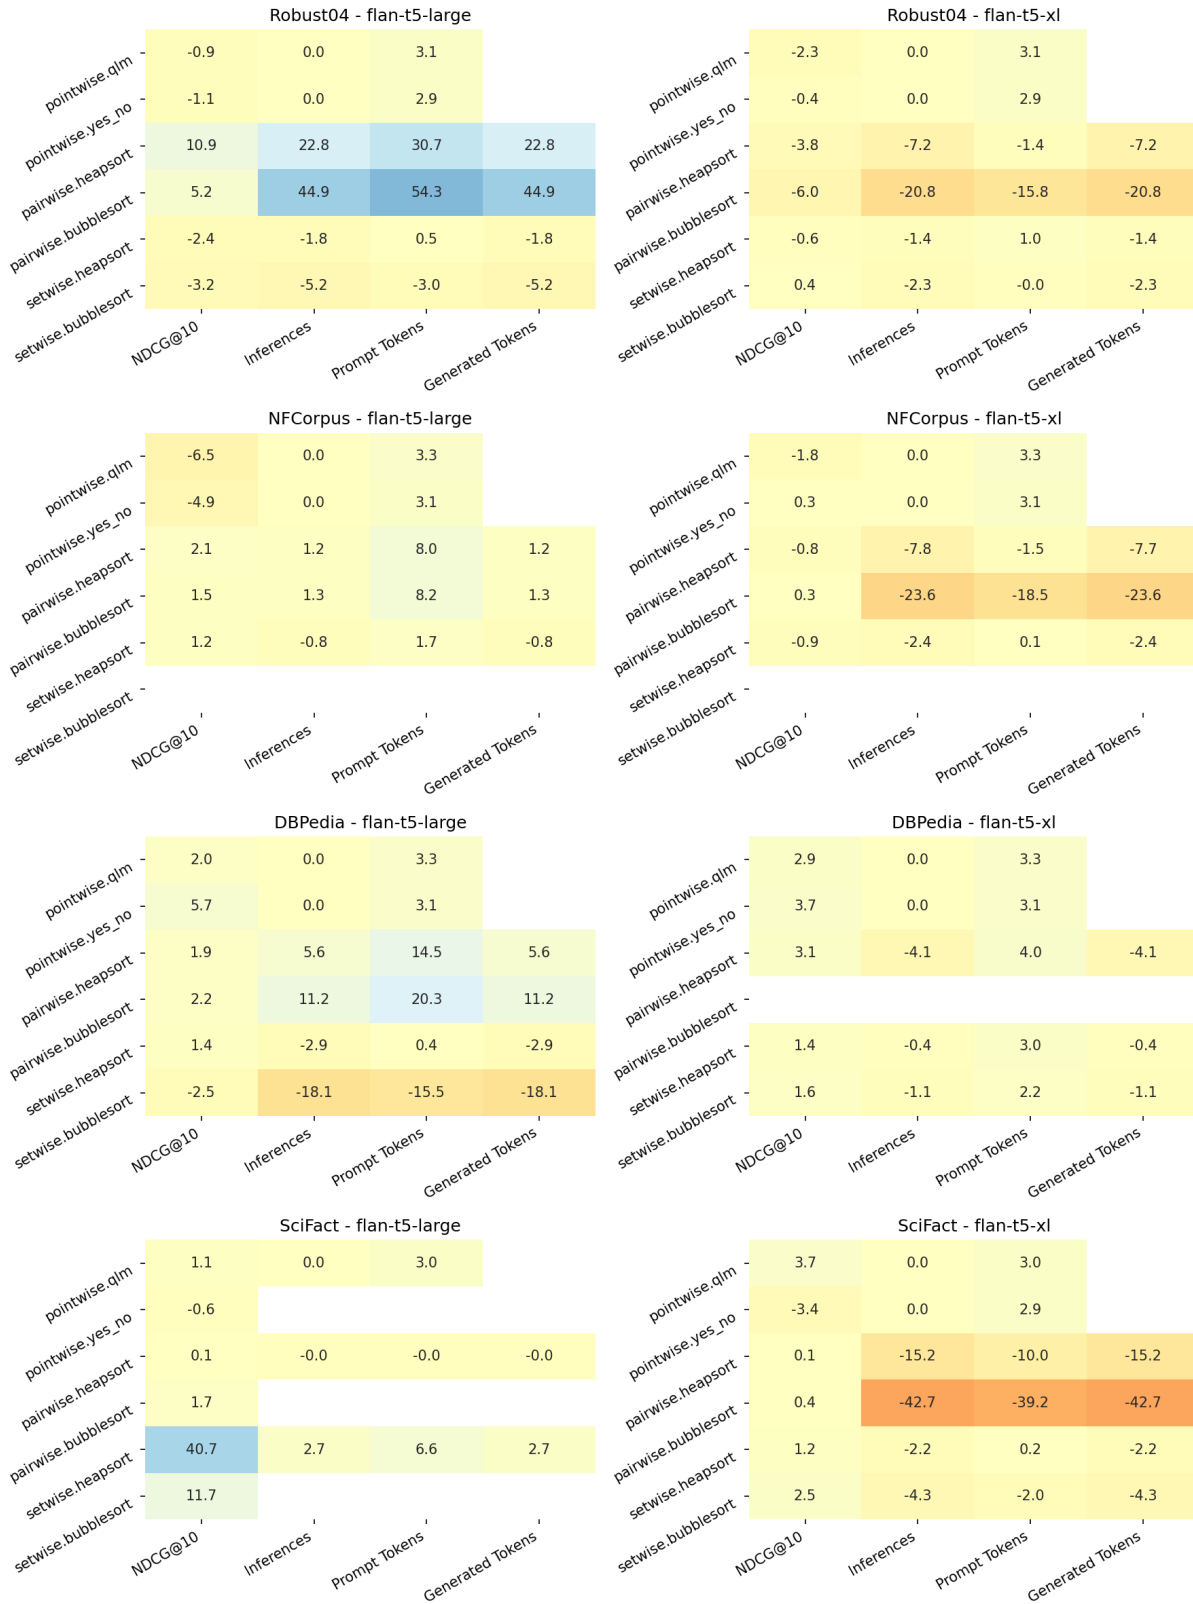 Robust04 - flan-t5-large
pointwise.qlm -0.9 0.0 3.1
pointwise.yes_no -1.1 0.0 2.9
pairwise.heapsort 10.9 22.8 30.7 22.8
pairwise.bubblesort 5.2 44.9 54.3 44.9
setwise.heapsort -2.4 -1.8 0.5 -1.8
setwise.bubblesort -3.2 -5.2 -3.0 -5.2
NDCG@10 Inferences Prompt Tokens Generated Tokens
Robust04 - flan-t5-xl
pointwise.qlm -2.3 0.0 3.1
pointwise.yes_no -0.4 0.0 2.9
pairwise.heapsort -3.8 -7.2 -1.4 -7.2
pairwise.bubblesort -6.0 -20.8 -15.8 -20.8
setwise.heapsort -0.6 -1.4 1.0 -1.4
setwise.bubblesort 0.4 -2.3 -0.0 -2.3
NDCG@10 Inferences Prompt Tokens Generated Tokens
NFCorpus - flan-t5-large
pointwise.qlm -6.5 0.0 3.3
pointwise.yes_no -4.9 0.0 3.1
pairwise.heapsort 2.1 1.2 8.0 1.2
pairwise.bubblesort 1.5 1.3 8.2 1.3
setwise.heapsort 1.2 -0.8 1.7 -0.8
setwise.bubblesort
NDCG@10 Inferences Prompt Tokens Generated Tokens
NFCorpus - flan-t5-xl
pointwise.qlm -1.8 0.0 3.3
pointwise.yes_no 0.3 0.0 3.1
pairwise.heapsort -0.8 -7.8 -1.5 -7.7
pairwise.bubblesort 0.3 -23.6 -18.5 -23.6
setwise.heapsort -0.9 -2.4 0.1 -2.4
setwise.bubblesort
NDCG@10 Inferences Prompt Tokens Generated Tokens
DBPedia - flan-t5-large
pointwise.qlm 2.0 0.0 3.3
pointwise.yes_no 5.7 0.0 3.1
pairwise.heapsort 1.9 5.6 14.5 5.6
pairwise.bubblesort 2.2 11.2 20.3 11.2
setwise.heapsort 1.4 -2.9 0.4 -2.9
setwise.bubblesort -2.5 -18.1 -15.5 -18.1
NDCG@10 Inferences Prompt Tokens Generated Tokens
DBPedia - flan-t5-xl
pointwise.qlm 2.9 0.0 3.3
pointwise.yes_no 3.7 0.0 3.1
pairwise.heapsort 3.1 -4.1 4.0 -4.1
pairwise.bubblesort
setwise.heapsort 1.4 -0.4 3.0 -0.4
setwise.bubblesort 1.6 -1.1 2.2 -1.1
NDCG@10 Inferences Prompt Tokens Generated Tokens
SciFact - flan-t5-large
pointwise.qlm 1.1 0.0 3.0
pointwise.yes_no -0.6
pairwise.heapsort 0.1 -0.0 -0.0 -0.0
pairwise.bubblesort 1.7
setwise.heapsort 40.7 2.7 6.6 2.7
setwise.bubblesort 11.7
NDCG@10 Inferences Prompt Tokens Generated Tokens
SciFact - flan-t5-xl
pointwise.qlm 3.7 0.0 3.0
pointwise.yes_no -3.4 0.0 2.9
pairwise.heapsort 0.1 -15.2 -10.0 -15.2
pairwise.bubblesort 0.4 -42.7 -39.2 -42.7
setwise.heapsort 1.2 -2.2 0.2 -2.2
setwise.bubblesort 2.5 -4.3 -2.0 -4.3
NDCG@10 Inferences Prompt Tokens Generated Tokens